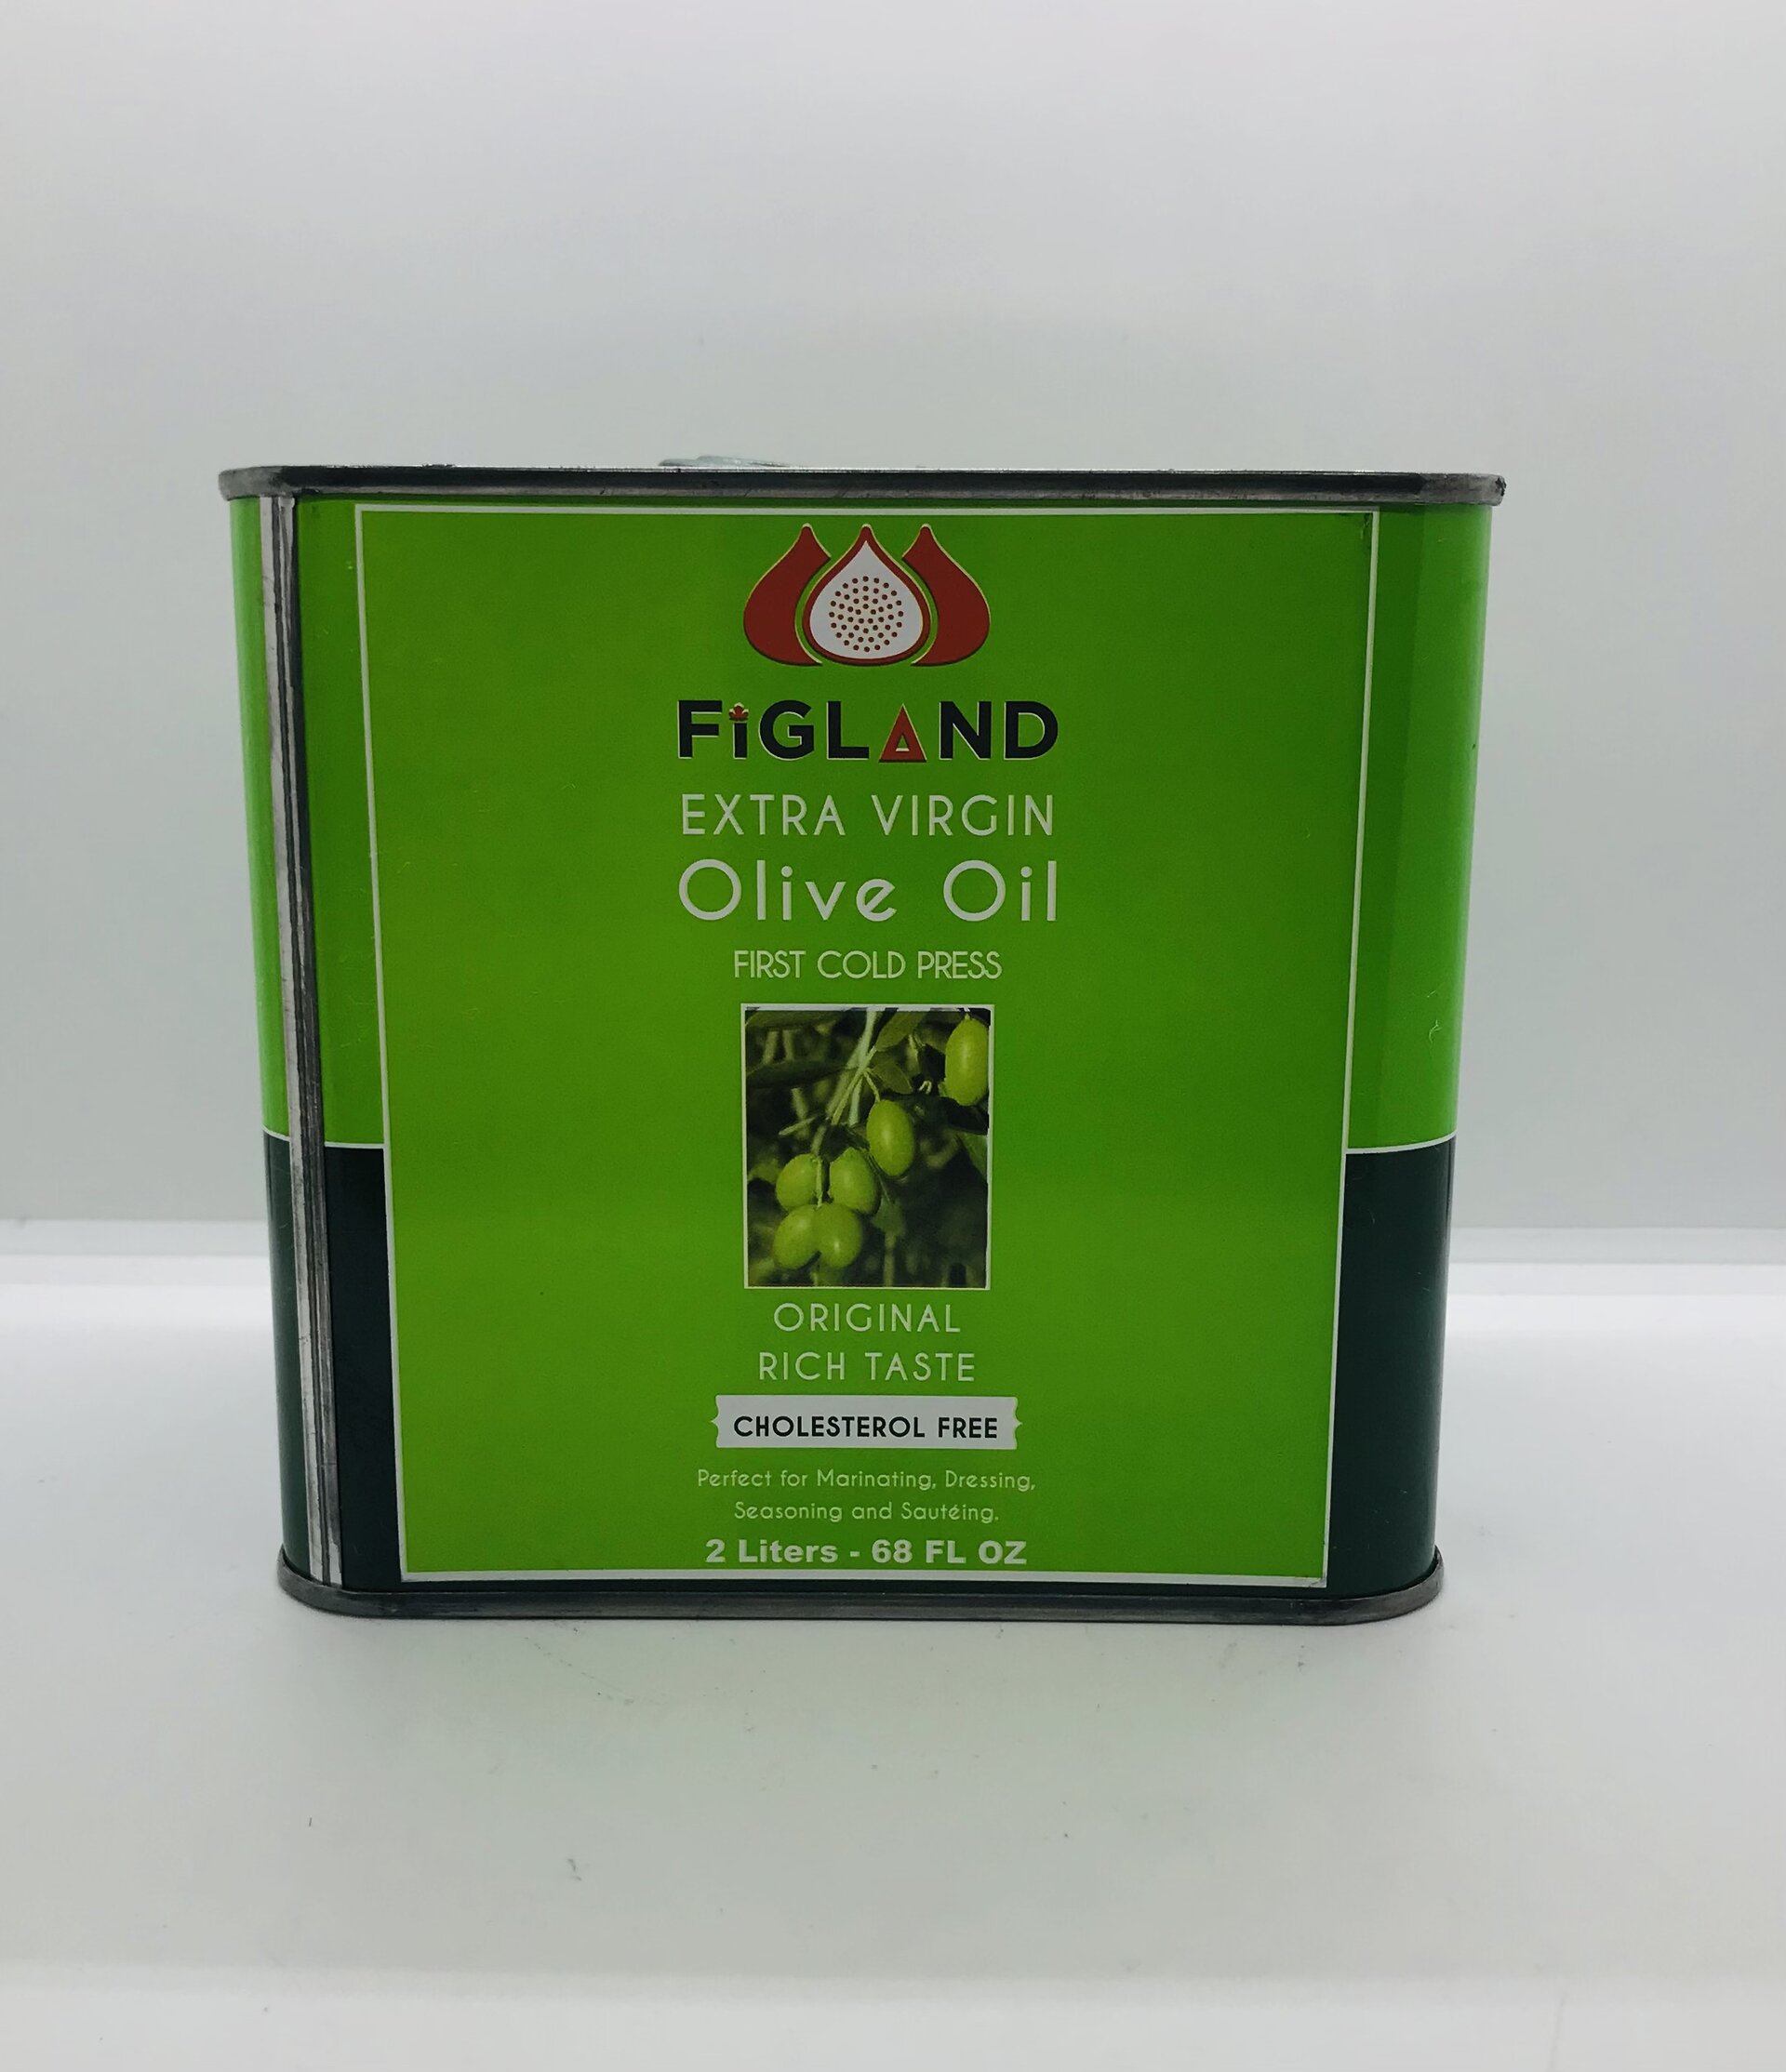 FiGLAND
EXTRA VIRGIN
Olive Oil
FIRST COLD PRESS
ORIGINAL
RICH TASTE
CHOLESTEROL FREE
Perfect for Marinating, Dressing,
Seasoning and Sautéing.
2 Liters - 68 FL OZ